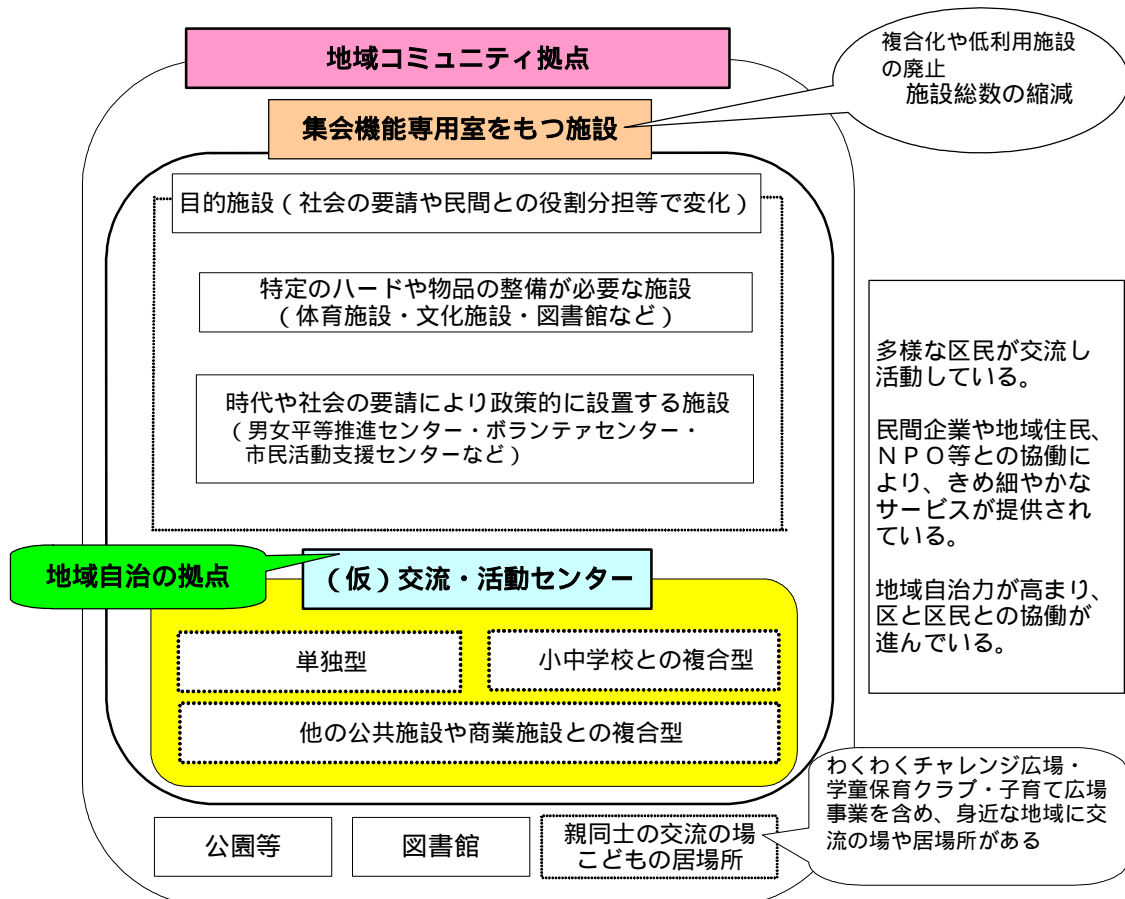 地域コミュニティ拠点
複合化や低利用施設
の廃止
施設総数の縮減
集会機能専用室をもつ施設
目的施設（社会の要請や民間との役割分担等で変化）
特定のハードや物品の整備が必要な施設
（体育施設・文化施設・図書館など）
時代や社会の要請により政策的に設置する施設
（男女平等推進センター・ボランティアセンター・
市民活動支援センターなど）
多様な区民が交流し
活動している。
民間企業や地域住民、
ＮＰＯ等との協働に
より、きめ細やかな
サービスが提供され
ている。
地域自治力が高まり、
区と区民との協働が
進んでいる。
地域自治の拠点
（仮）交流・活動センター
単独型
小中学校との複合型
他の公共施設や商業施設との複合型
わくわくチャレンジ広場・
学童保育クラブ・子育て広場
事業を含め、身近な地域に交
流の場や居場所がある
公園等
図書館
親同士の交流の場
こどもの居場所